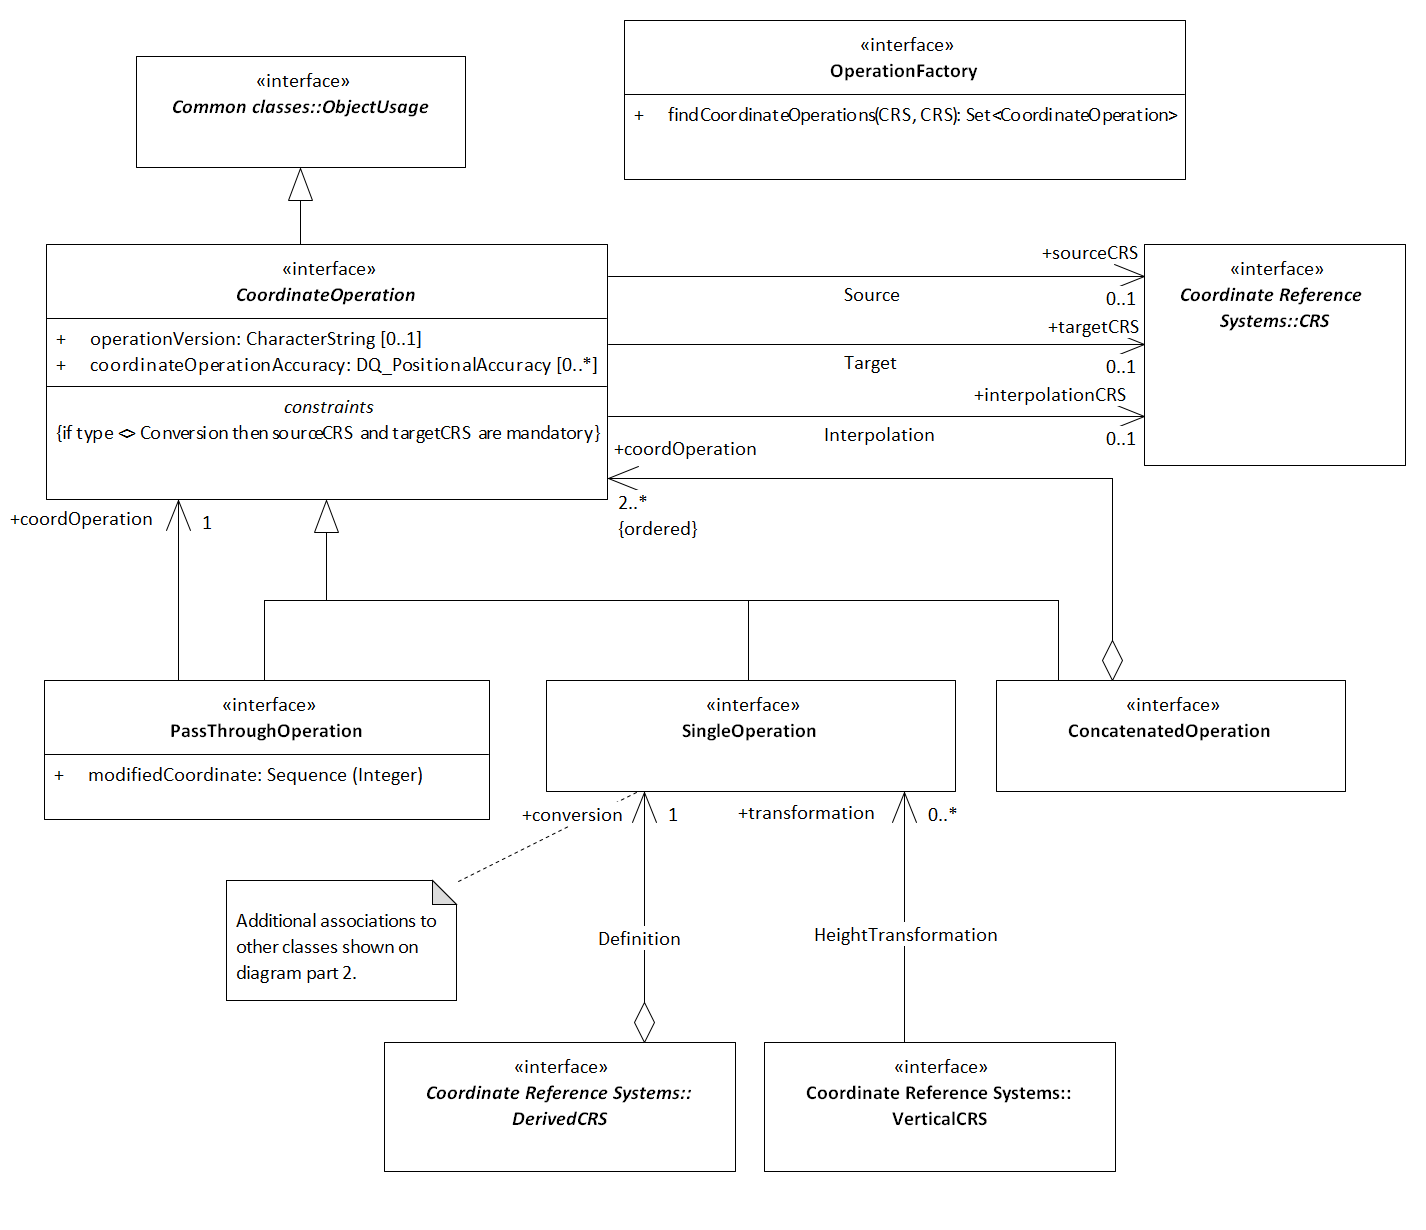 «interface»
OperationFactory
+ findCoordinateOperations(CRS, CRS): Set<CoordinateOperation>
«interface»
Common classes::ObjectUsage
«interface»
CoordinateOperation
+ operationVersion: CharacterString [0..1]
+ coordinateOperationAccuracy: DQ_PositionalAccuracy [0..*]
constraints
{if type <> Conversion then sourceCRS and targetCRS are mandatory}
+sourceCRS
Source
0..1
+targetCRS
Target
0..1
+interpolationCRS
Interpolation
0..1
«interface»
Coordinate Reference
Systems::CRS
+coordOperation
2..*
{ordered}
+coordOperation
1
«interface»
PassThroughOperation
+ modifiedCoordinate: Sequence (Integer)
«interface»
SingleOperation
«interface»
ConcatenatedOperation
+conversion
1
+transformation
0..*
Additional associations to
other classes shown on
diagram part 2.
Definition
HeightTransformation
«interface»
Coordinate Reference Systems::
DerivedCRS
«interface»
Coordinate Reference Systems::
VerticalCRS